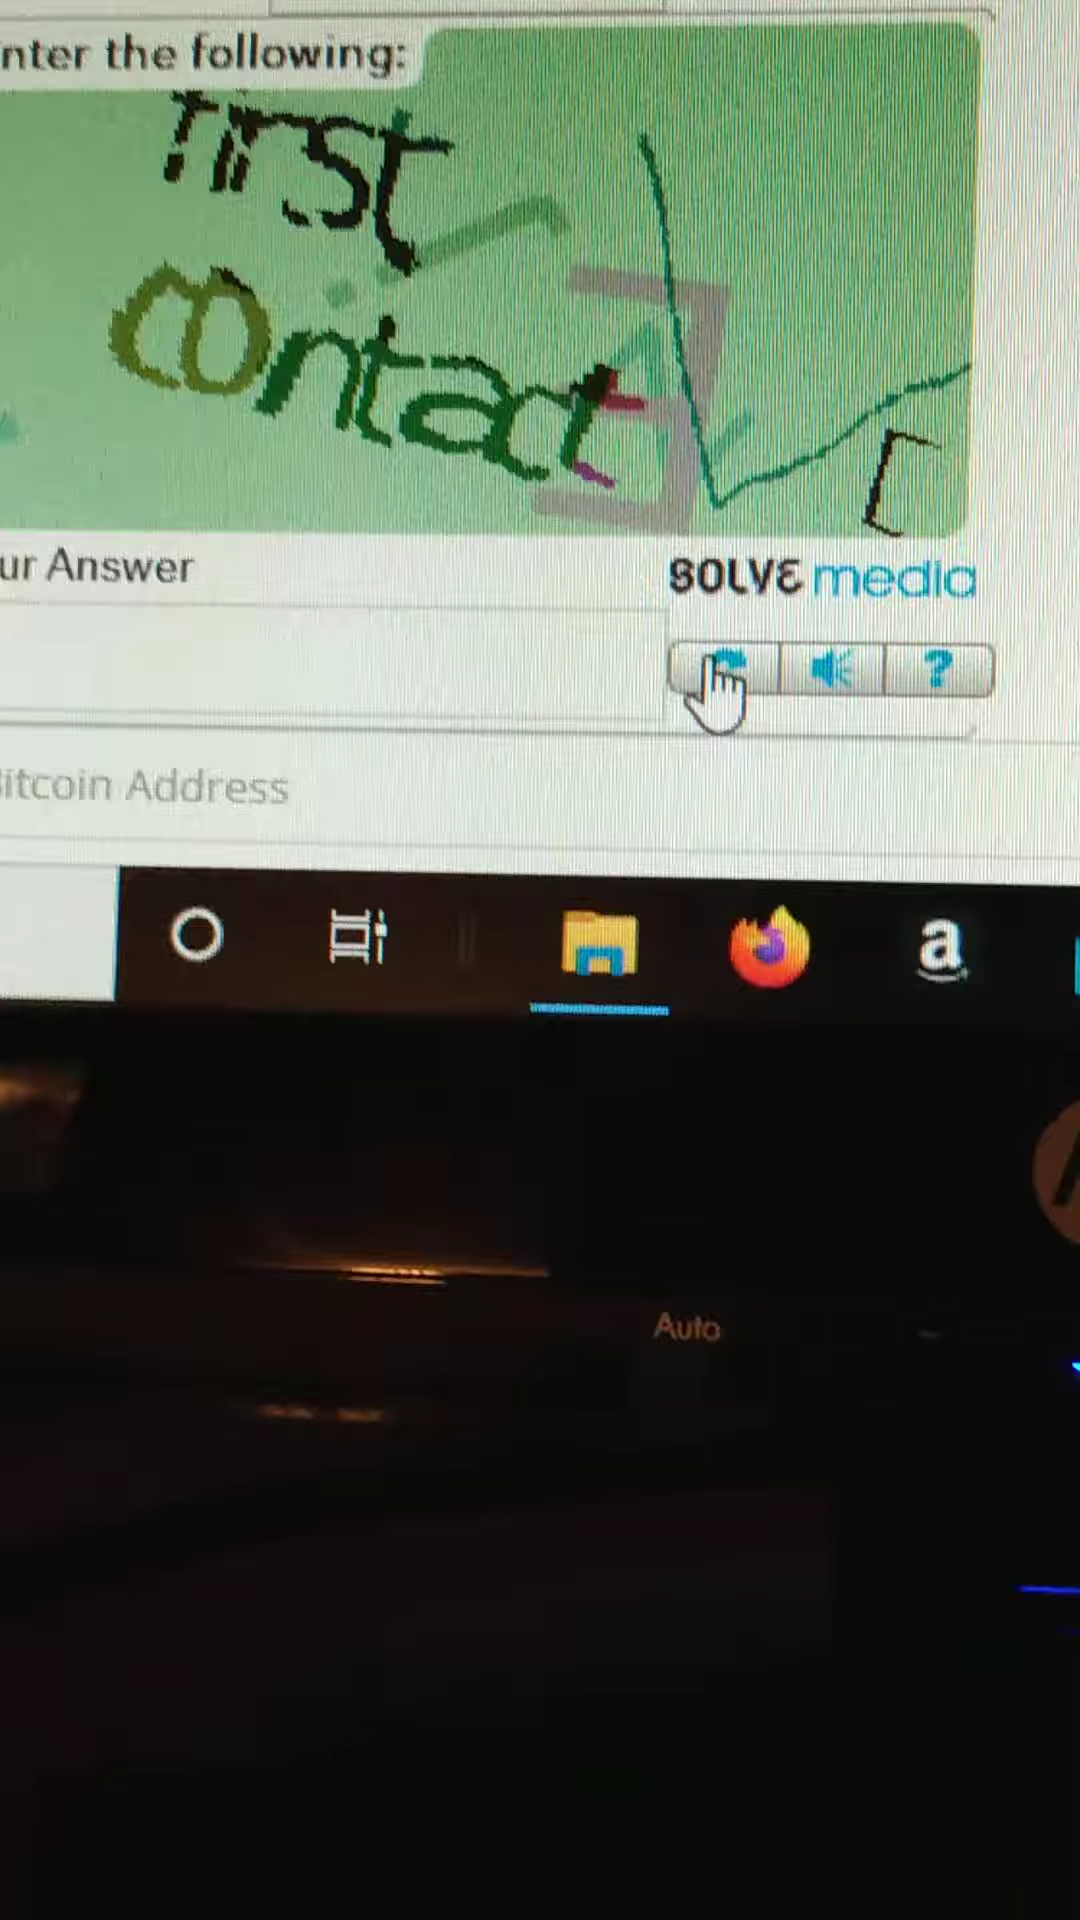 nter the following:
first
contact
[
ur Answer
SOLVE media
?
itcoin Address
a
Auto